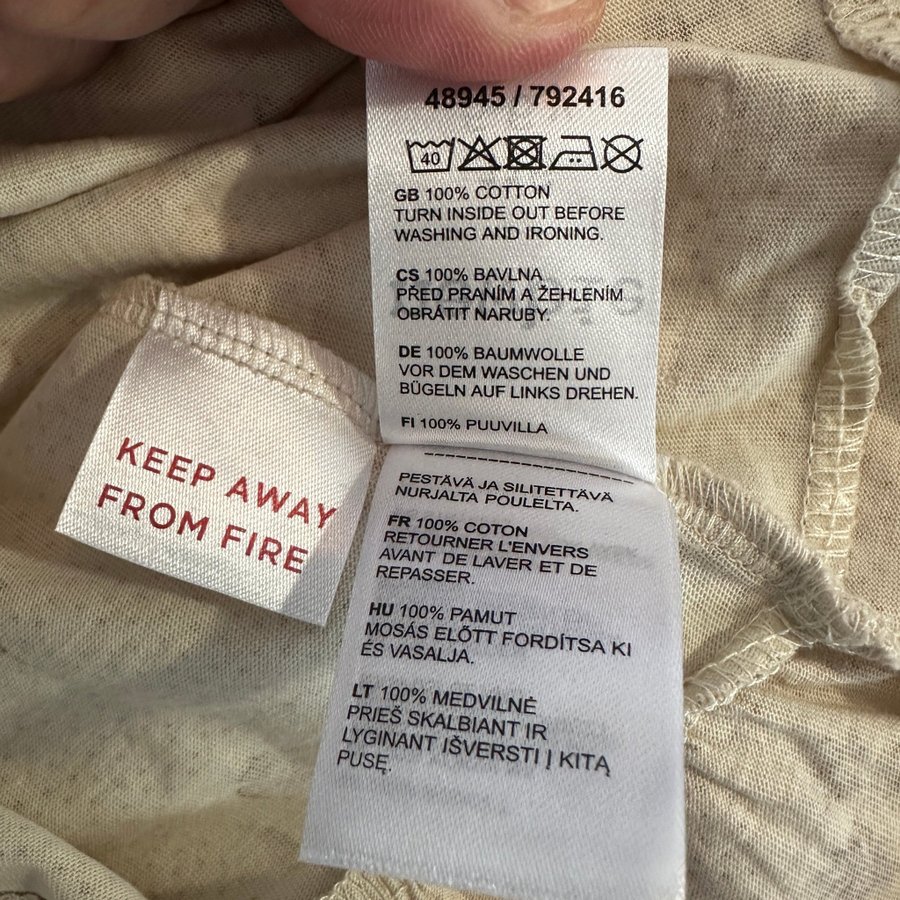 48945 / 792416
40
GB 100% COTTON
TURN INSIDE OUT BEFORE
WASHING AND IRONING.
CS 100% BAVLNA
PŘED PRANÍM A ŽEHLENÍM
OBRÁTIT NARUBY.
DE 100% BAUMWOLLE
VOR DEM WASCHEN UND
BÜGELN AUF LINKS DREHEN.
FI 100% PUUVILLA
PESTÄVÄ JA SILITETTÄVÄ
NURJALTA POULELTA.
FR 100% COTON
RETOURNER L'ENVERS
AVANT DE LAVER ET DE
REPASSER.
HU 100% PAMUT
MOSÁS ELŐTT FORDÍTSA KI
ÉS VASALJA.
LT 100% MEDVILNĖ
PRIEŠ SKALBIANT IR
LYGINANT IŠVERSTI Į KITĄ
PUSĘ.
KEEP AWAY
FROM FIRE